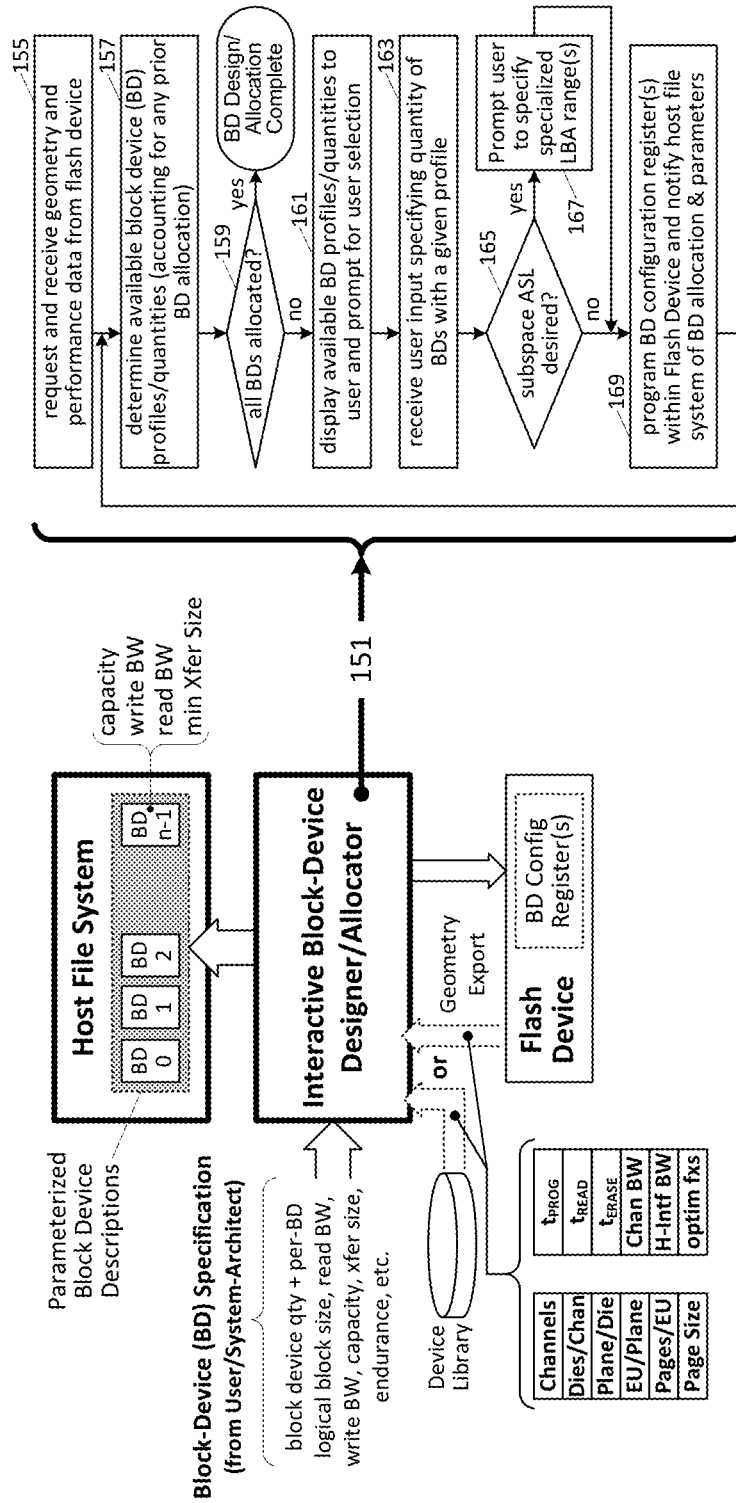 Parameterized
Block Device
Descriptions
Host File System
BD
0
BD
1
BD
2
BD
n-1
capacity
write BW
read BW
min Xfer Size
Block-Device (BD) Specification
(from User/System-Architect)
block device qty + per-BD
logical block size, read BW,
write BW, capacity, xfer size,
endurance, etc.
Interactive Block-Device
Designer/Allocator
151
Device
Library
or
Geometry
Export
Flash
Device
BD Config
Register(s)
Channels
Dies/Chan
Plane/Die
EU/Plane
Pages/EU
Page Size
tPROG
tREAD
tERASE
Chan BW
H-Intf BW
optim fxs
155
request and receive geometry and
performance data from flash device
157
determine available block device (BD)
profiles/quantities (accounting for any prior
BD allocation)
159
all BDs allocated?
yes
BD Design/
Allocation
Complete
no
161
display available BD profiles/quantities to
user and prompt for user selection
163
receive user input specifying quantity of
BDs with a given profile
165
subspace ASL
desired?
yes
Prompt user
to specify
specialized
LBA range(s)
167
no
169
program BD configuration register(s)
within Flash Device and notify host file
system of BD allocation & parameters